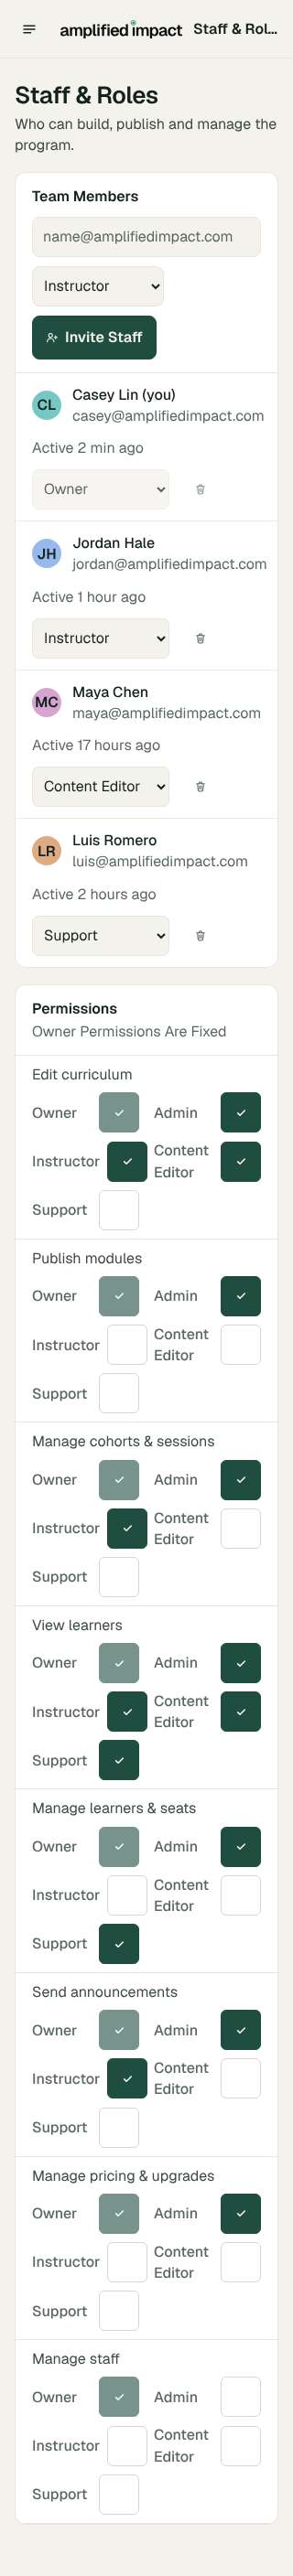 amplified impact Staff & Rol...
Staff & Roles
Who can build, publish and manage the
program.
Team Members
name@amplifiedimpact.com
Instructor
Invite Staff
CL Casey Lin (you)
casey@amplifiedimpact.com
Active 2 min ago
Owner
JH Jordan Hale
jordan@amplifiedimpact.com
Active 1 hour ago
Instructor
MC Maya Chen
maya@amplifiedimpact.com
Active 17 hours ago
Content Editor
LR Luis Romero
luis@amplifiedimpact.com
Active 2 hours ago
Support
Permissions
Owner Permissions Are Fixed
Edit curriculum
Owner Admin
Instructor Content
Editor
Support
Publish modules
Owner Admin
Instructor Content
Editor
Support
Manage cohorts & sessions
Owner Admin
Instructor Content
Editor
Support
View learners
Owner Admin
Instructor Content
Editor
Support
Manage learners & seats
Owner Admin
Instructor Content
Editor
Support
Send announcements
Owner Admin
Instructor Content
Editor
Support
Manage pricing & upgrades
Owner Admin
Instructor Content
Editor
Support
Manage staff
Owner Admin
Instructor Content
Editor
Support